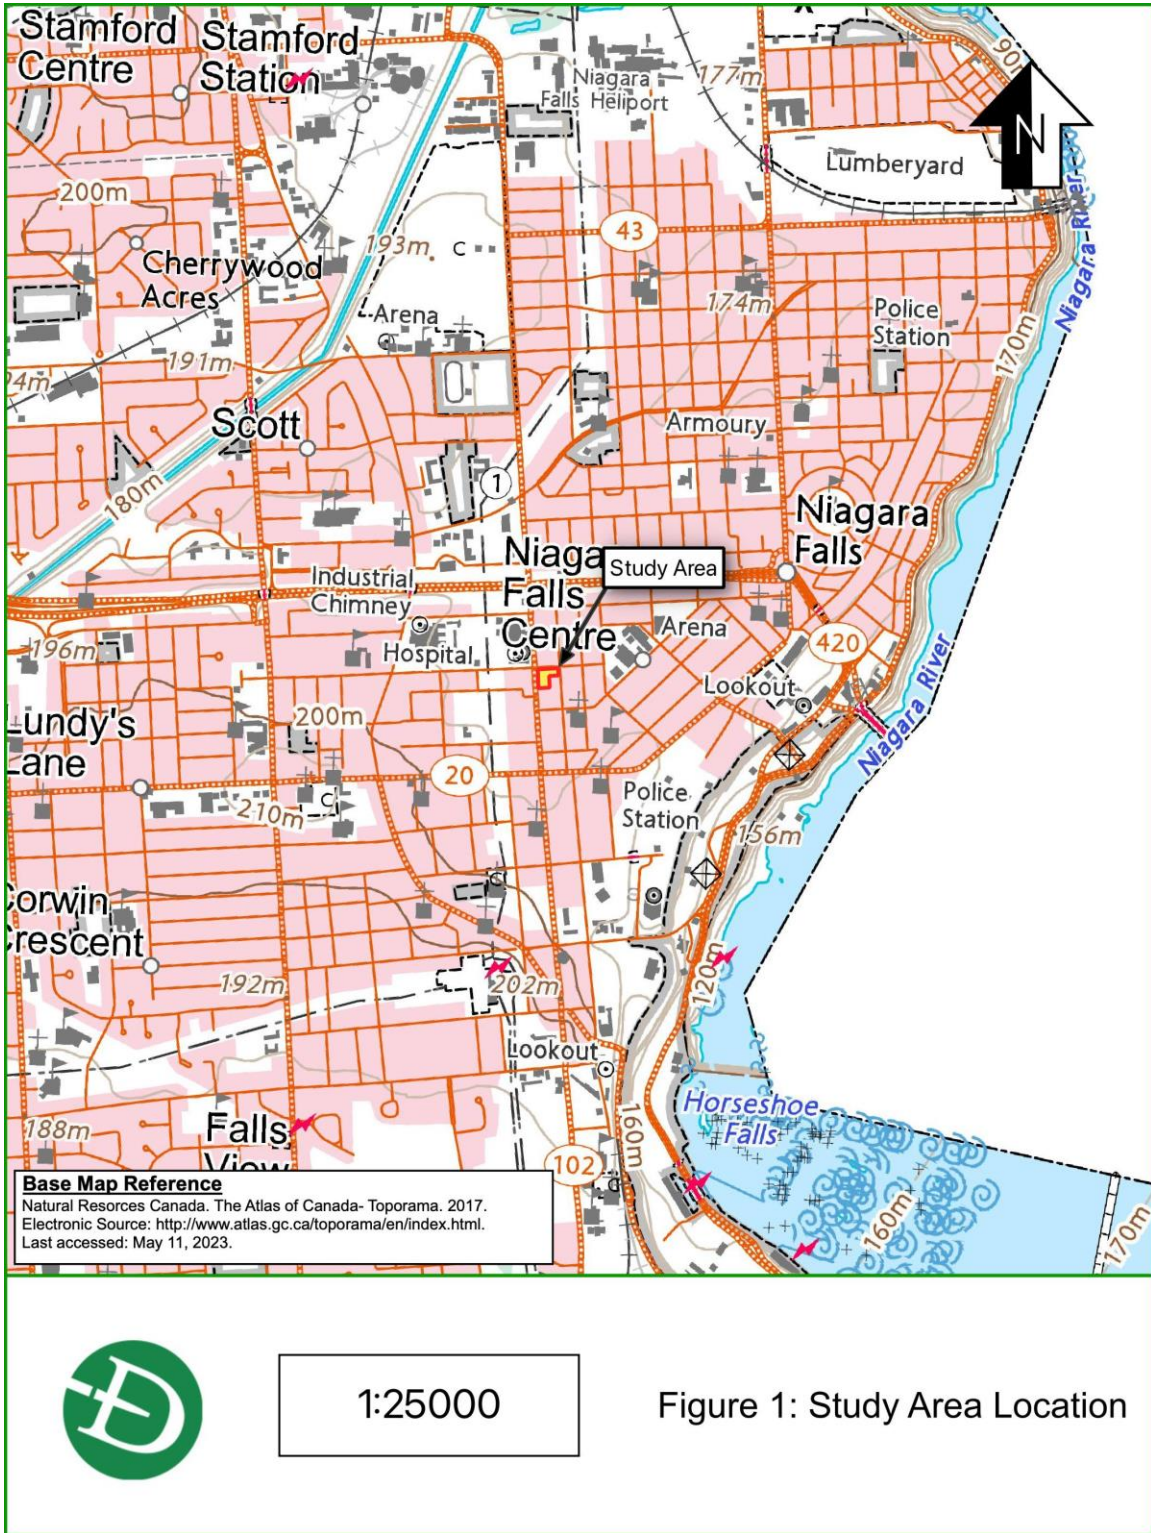 Stamford
Centre
Stamford
Station
Niagara
Falls Heliport
177m
901
N
Lumberyard
Niagara River
200m
193m
C
43
Cherrywood
Acres
174m
Arena
Police
Station
170m
191m
94m
Scott
Armoury
180m
1
Niagara
Falls
Niaga
Falls
Centre
Study Area
Industrial
Chimney
Hospital
Arena
420
196m
Lookout
Niagara River
Lundy's
Lane
200m
20
210m
C
Police
Station
156m
C
S
Corwin
Crescent
192m
202m
120m
Lookout
Horseshoe
Falls
188m
Falls
View
160m
102
C
160m
170m
Base Map Reference
Natural Resorces Canada. The Atlas of Canada- Toporama. 2017.
Electronic Source: http://www.atlas.gc.ca/toporama/en/index.html.
Last accessed: May 11, 2023.
Đ
1:25000
Figure 1: Study Area Location